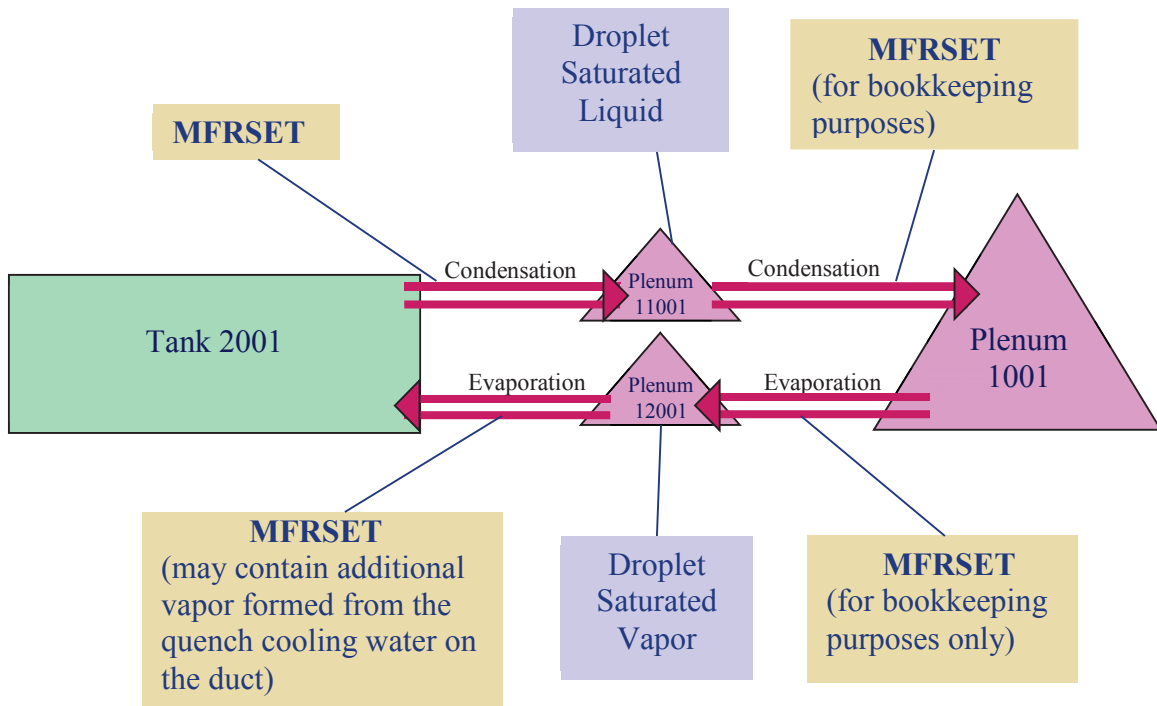 Droplet
Saturated
Liquid
MFRSET
(for bookkeeping
purposes)
MFRSET
Condensation
Condensation
Plenum
11001
Tank 2001
Plenum
1001
Evaporation
Evaporation
Plenum
12001
MFRSET
(may contain additional
vapor formed from the
quench cooling water on
the duct)
Droplet
Saturated
Vapor
MFRSET
(for bookkeeping
purposes only)